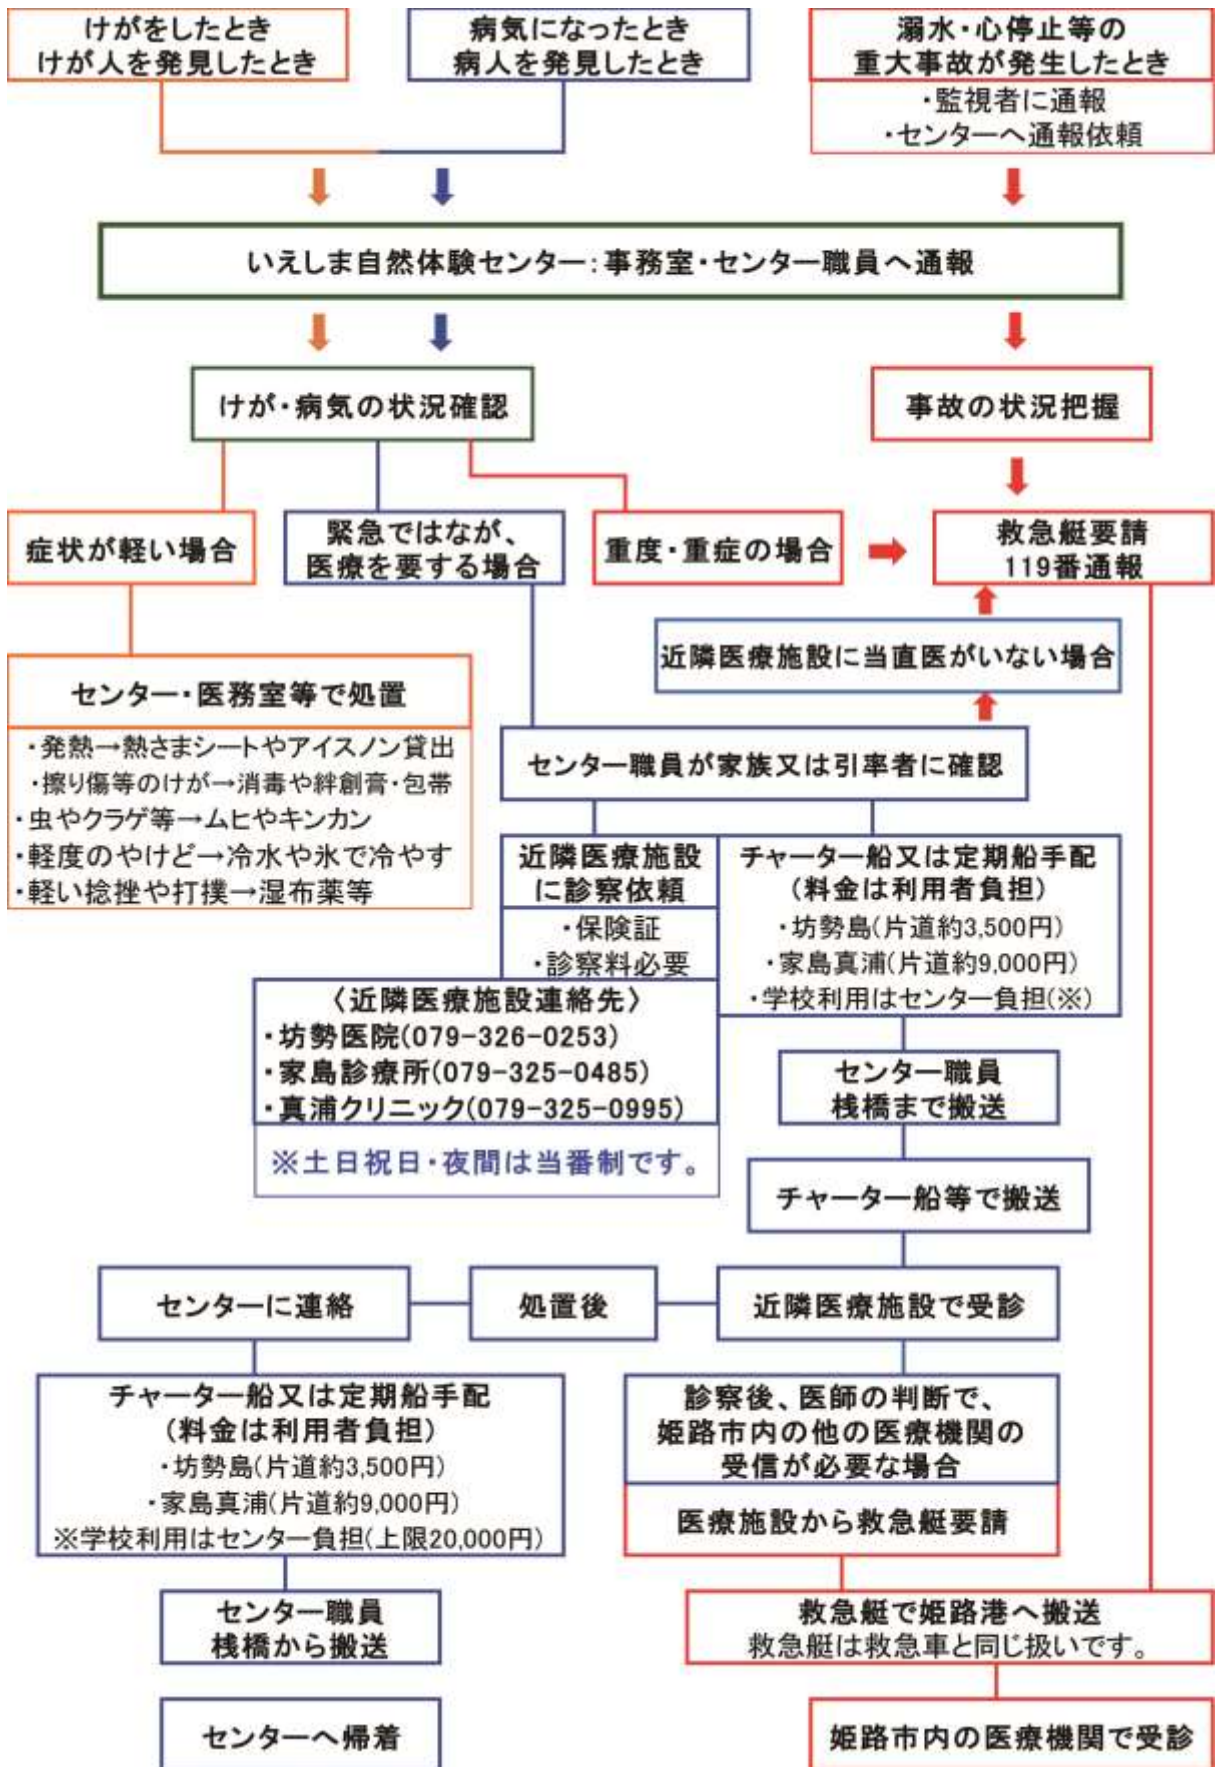 けがをしたとき
けが人を発見したとき
病気になったとき
病人を発見したとき
溺水・心停止等の
重大事故が発生したとき
・監視者に通報
・センターへ通報依頼
いえしま自然体験センター：事務室・センター職員へ通報
けが・病気の状況確認
事故の状況把握
症状が軽い場合
緊急ではなが、
医療を要する場合
重度・重症の場合
救急艇要請
119番通報
近隣医療施設に当直医がいない場合
センター・医務室等で処置
・発熱→熱さまシートやアイスノン貸出
・擦り傷等のけが→消毒や絆創膏・包帯
・虫やクラゲ等→ムヒやキンカン
・軽度のやけど→冷水や氷で冷やす
・軽い捻挫や打撲→湿布薬等
センター職員が家族又は引率者に確認
近隣医療施設
に診察依頼
・保険証
・診察料必要
チャーター船又は定期船手配
(料金は利用者負担)
・坊勢島(片道約3,500円)
・家島真浦(片道約9,000円)
・学校利用はセンター負担(※)
〈近隣医療施設連絡先〉
・坊勢医院(079-326-0253)
・家島診療所(079-325-0485)
・真浦クリニック(079-325-0995)
※土日祝日・夜間は当番制です。
センター職員
桟橋まで搬送
チャーター船等で搬送
センターに連絡
処置後
近隣医療施設で受診
チャーター船又は定期船手配
(料金は利用者負担)
・坊勢島(片道約3,500円)
・家島真浦(片道約9,000円)
※学校利用はセンター負担(上限20,000円)
診察後、医師の判断で、
姫路市内の他の医療機関の
受信が必要な場合
医療施設から救急艇要請
センター職員
桟橋から搬送
救急艇で姫路港へ搬送
救急艇は救急車と同じ扱いです。
センターへ帰着
姫路市内の医療機関で受診